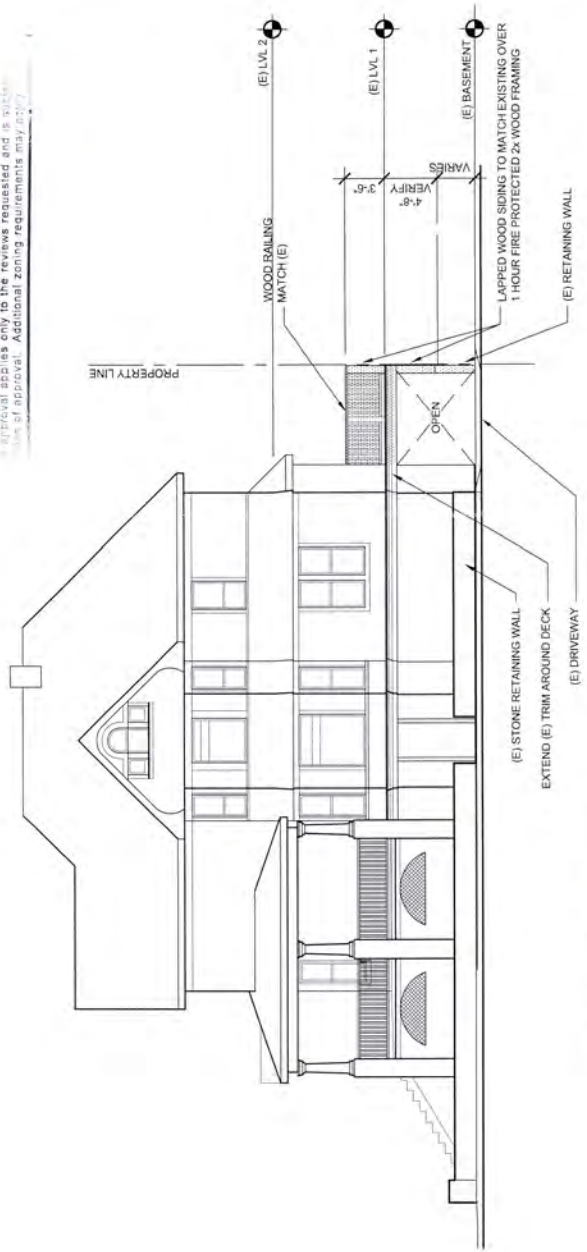 approval applies only to the reviews requested and is
of approval. Additional zoning requirements may
PROPERTY LINE
WOOD RAILING
MATCH (E)
(E) LVL 2
(E) LVL 1
(E) BASEMENT
3'-6"
4'-8"
VERIFY
VARIES
OPEN
LAPPED WOOD SIDING TO MATCH EXISTING OVER
1 HOUR FIRE PROTECTED 2x WOOD FRAMING
(E) RETAINING WALL
(E) STONE RETAINING WALL
EXTEND (E) TRIM AROUND DECK
(E) DRIVEWAY